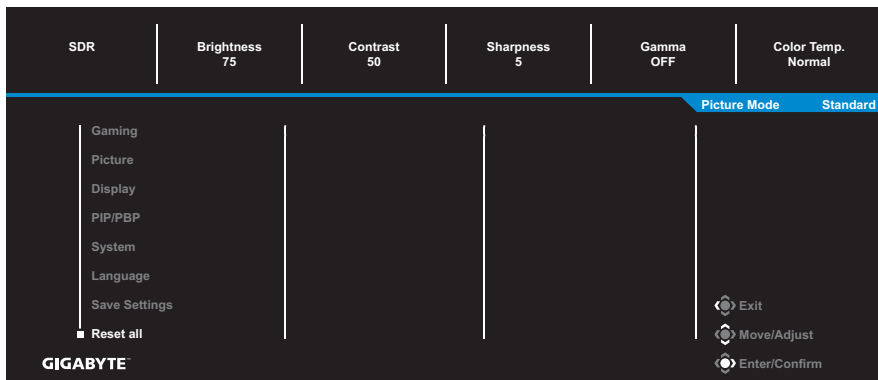 SDR
Brightness
75
Contrast
50
Sharpness
5
Gamma
OFF
Color Temp.
Normal
Picture Mode Standard
Gaming
Picture
Display
PIP/PBP
System
Language
Save Settings
Reset all
Exit
Move/Adjust
Enter/Confirm
GIGABYTE™